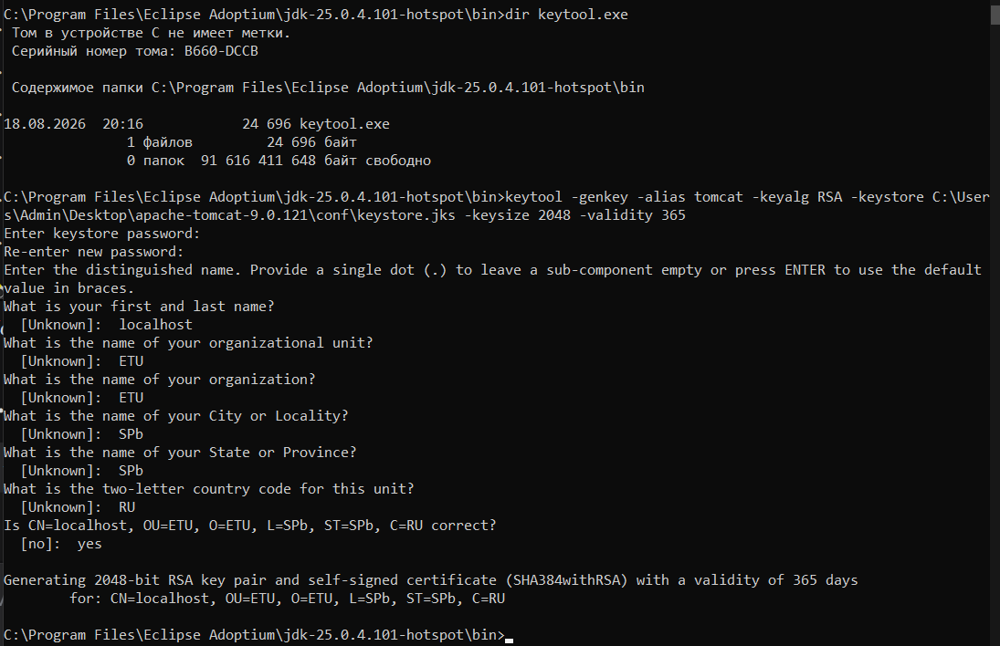 C:\Program Files\Eclipse Adoptium\jdk-25.0.4.101-hotspot\bin>dir keytool.exe
Том в устройстве C не имеет метки.
Серийный номер тома: B660-DCCB
Содержимое папки C:\Program Files\Eclipse Adoptium\jdk-25.0.4.101-hotspot\bin
18.08.2026  20:16            24 696 keytool.exe
1 файлов         24 696 байт
0 папок  91 616 411 648 байт свободно
C:\Program Files\Eclipse Adoptium\jdk-25.0.4.101-hotspot\bin>keytool -genkey -alias tomcat -keyalg RSA -keystore C:\User
s\Admin\Desktop\apache-tomcat-9.0.121\conf\keystore.jks -keysize 2048 -validity 365
Enter keystore password:
Re-enter new password:
Enter the distinguished name. Provide a single dot (.) to leave a sub-component empty or press ENTER to use the default
value in braces.
What is your first and last name?
[Unknown]:  localhost
What is the name of your organizational unit?
[Unknown]:  ETU
What is the name of your organization?
[Unknown]:  ETU
What is the name of your City or Locality?
[Unknown]:  SPb
What is the name of your State or Province?
[Unknown]:  SPb
What is the two-letter country code for this unit?
[Unknown]:  RU
Is CN=localhost, OU=ETU, O=ETU, L=SPb, ST=SPb, C=RU correct?
[no]:  yes
Generating 2048-bit RSA key pair and self-signed certificate (SHA384withRSA) with a validity of 365 days
for: CN=localhost, OU=ETU, O=ETU, L=SPb, ST=SPb, C=RU
C:\Program Files\Eclipse Adoptium\jdk-25.0.4.101-hotspot\bin>